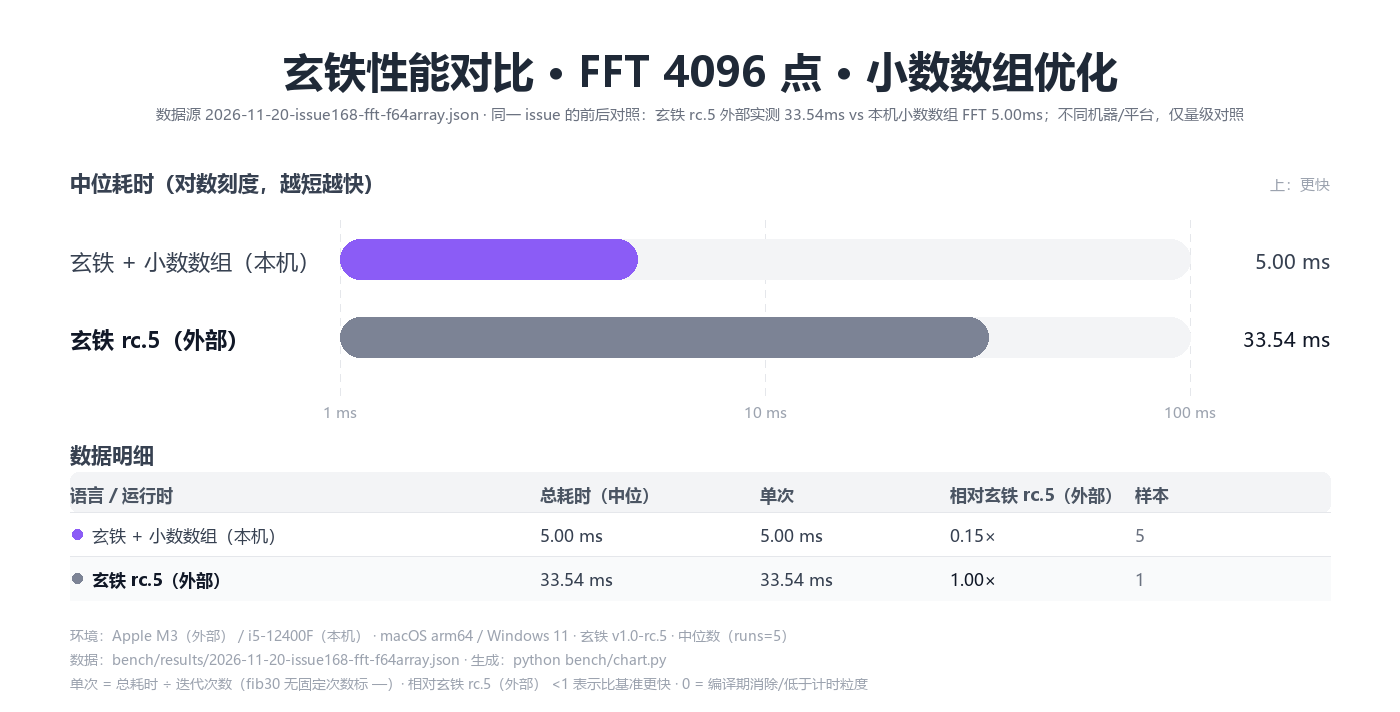 玄铁性能对比 • FFT 4096 点 • 小数数组优化
数据源 2026-11-20-issue168-fft-f64array.json · 同一 issue 的前后对照：玄铁 rc.5 外部实测 33.54ms vs 本机小数数组 FFT 5.00ms；不同机器/平台，仅量级对照
中位耗时（对数刻度，越短越快） 上：更快
玄铁 + 小数数组（本机） 5.00 ms
玄铁 rc.5（外部） 33.54 ms
1 ms 10 ms 100 ms
数据明细
语言 / 运行时 总耗时（中位） 单次 相对玄铁 rc.5（外部） 样本
玄铁 + 小数数组（本机） 5.00 ms 5.00 ms 0.15× 5
玄铁 rc.5（外部） 33.54 ms 33.54 ms 1.00× 1
环境：Apple M3（外部） / i5-12400F（本机） · macOS arm64 / Windows 11 · 玄铁 v1.0-rc.5 · 中位数（runs=5）
数据：bench/results/2026-11-20-issue168-fft-f64array.json · 生成：python bench/chart.py
单次 = 总耗时 ÷ 迭代次数（fib30 无固定次数标 —）· 相对玄铁 rc.5（外部） <1 表示比基准更快 · 0 = 编译期消除/低于计时粒度